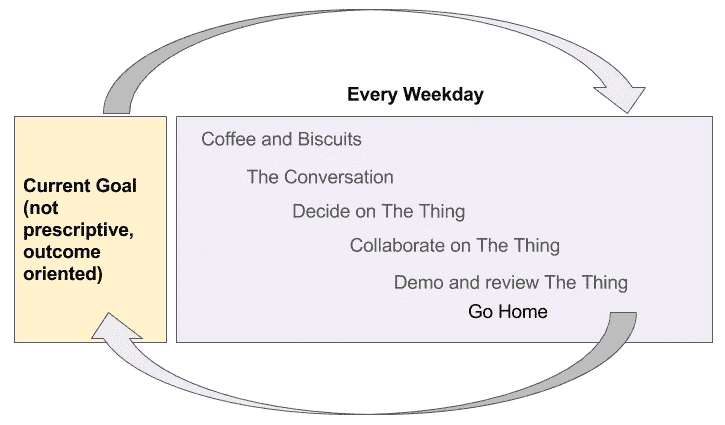 Every Weekday
Coffee and Biscuits
The Conversation
Decide on The Thing
Collaborate on The Thing
Demo and review The Thing
Go Home
Current Goal
(not
prescriptive,
outcome
oriented)